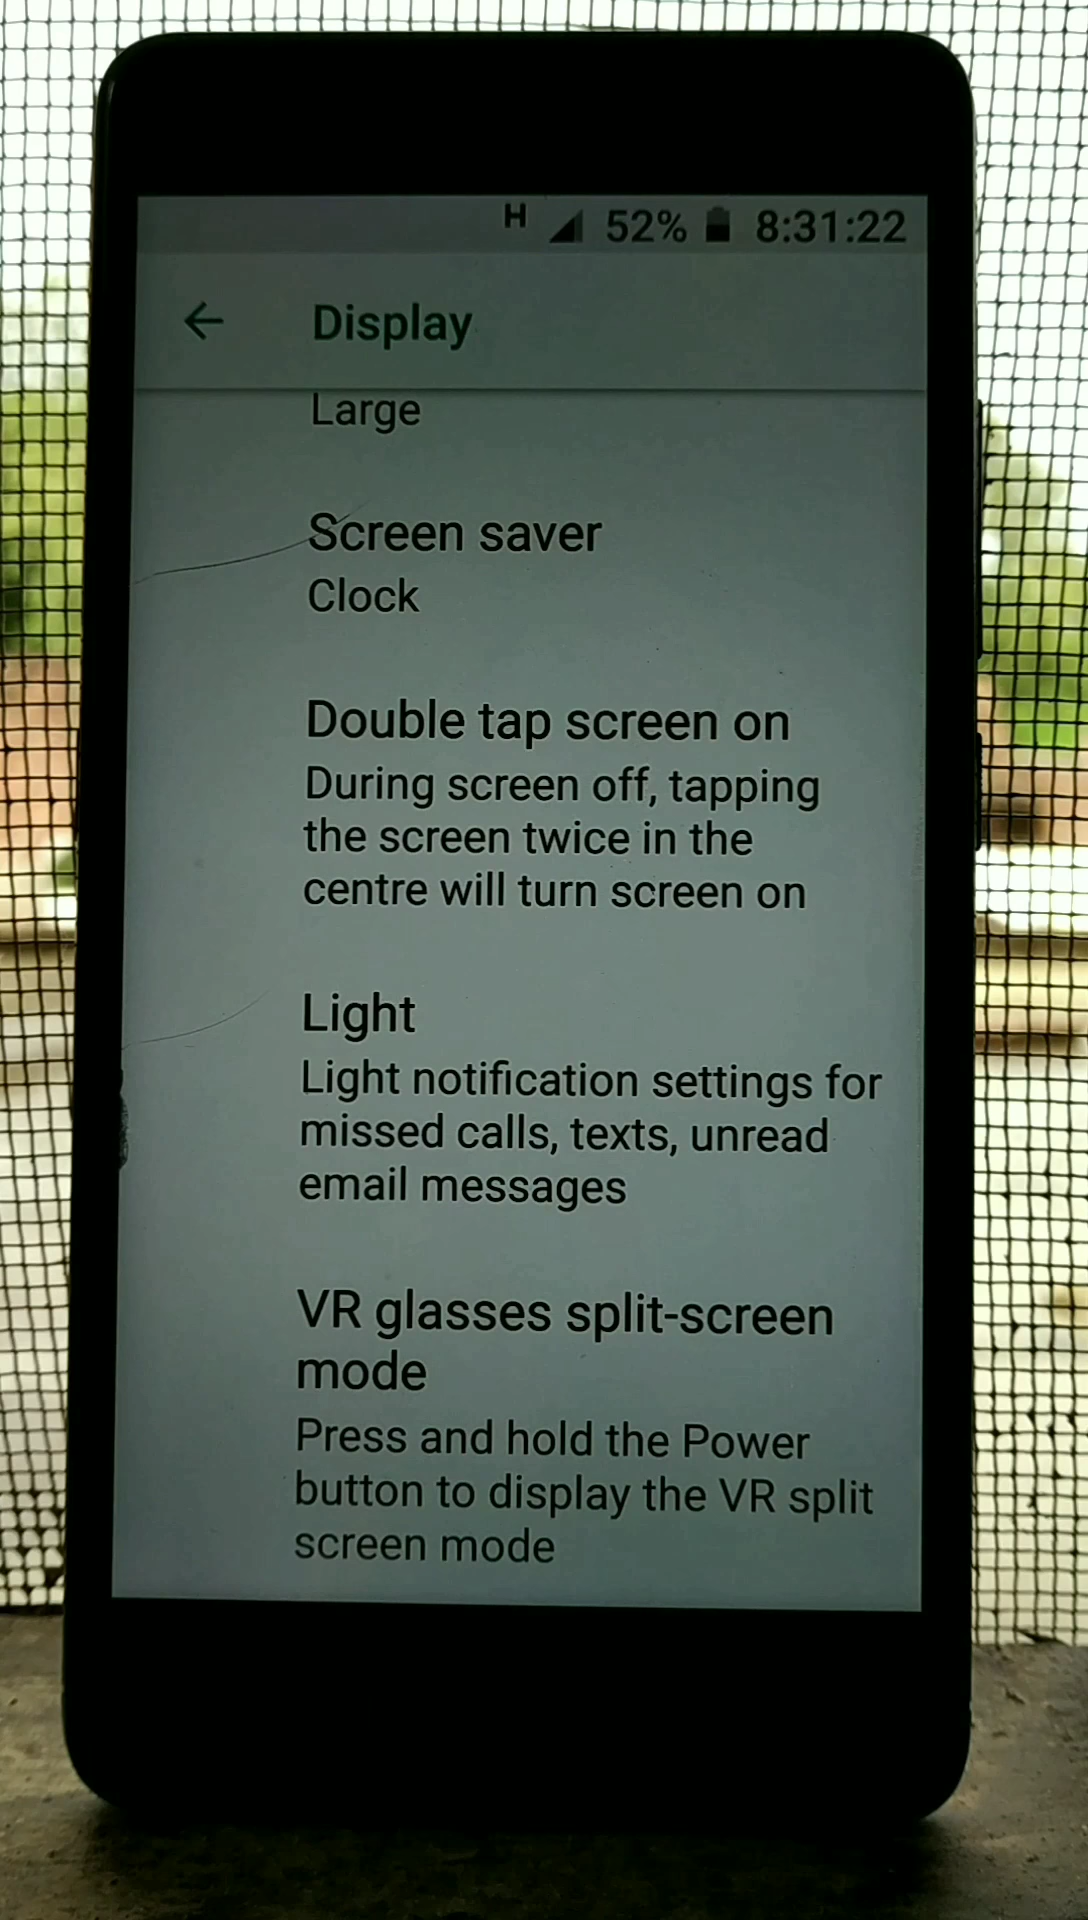 H 52% 8:31:22
Display
Large
Screen saver
Clock
Double tap screen on
During screen off, tapping
the screen twice in the
centre will turn screen on
Light
Light notification settings for
missed calls, texts, unread
email messages
VR glasses split-screen
mode
Press and hold the Power
button to display the VR split
screen mode